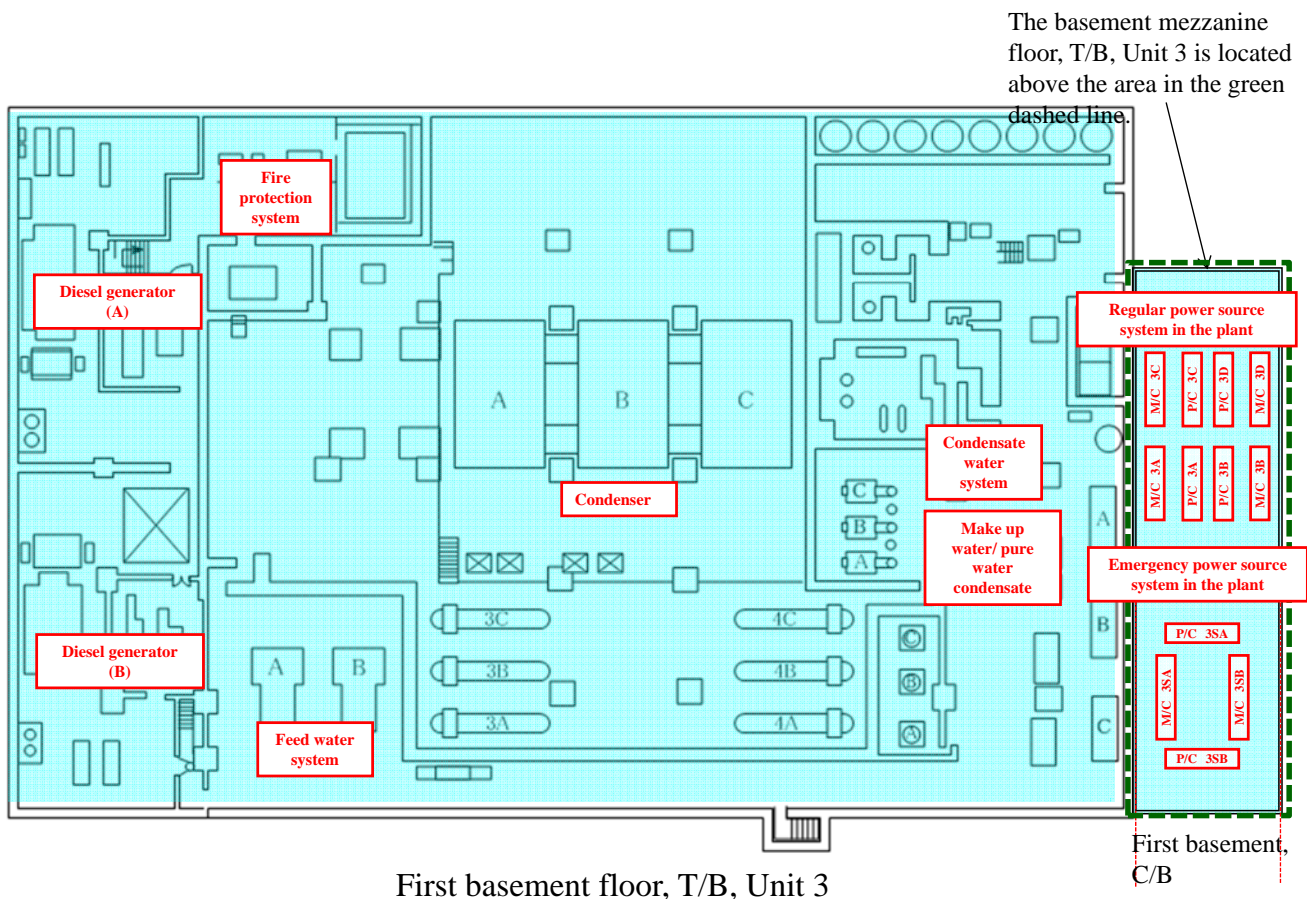 The basement mezzanine
floor, T/B, Unit 3 is located
above the area in the green
dashed line.
Fire
protection
system
Diesel generator
(A)
Regular power source
system in the plant
M/C 3C
P/C 3C
P/C 3D
M/C 3D
A
B
C
Condensate
water
system
M/C 3A
P/C 3A
P/C 3B
M/C 3B
Condenser
C
B
A
A
Make up
water/ pure
water
condensate
Emergency power source
system in the plant
3C
4C
C
B
P/C 3SA
Diesel generator
(B)
A
B
3B
4B
B
M/C 3SA
M/C 3SB
3A
4A
A
C
Feed water
system
P/C 3SB
First basement,
C/B
First basement floor, T/B, Unit 3